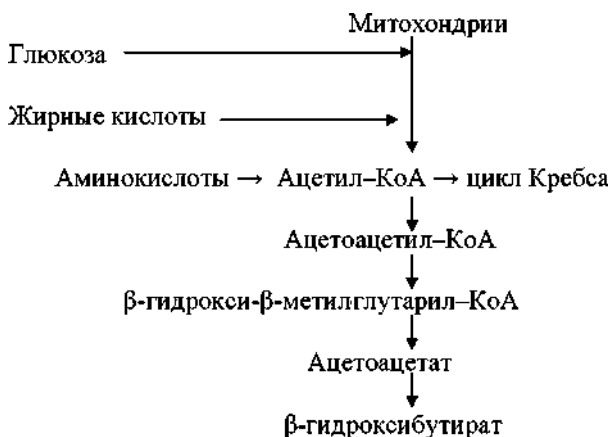 Митохондрии
Глюкоза
Жирные кислоты
Аминокислоты → Ацетил–КоА → цикл Кребса
Ацетоацетил–КоА
β-гидрокси-β-метилглутарил–КоА
Ацетоацетат
β-гидроксибутират